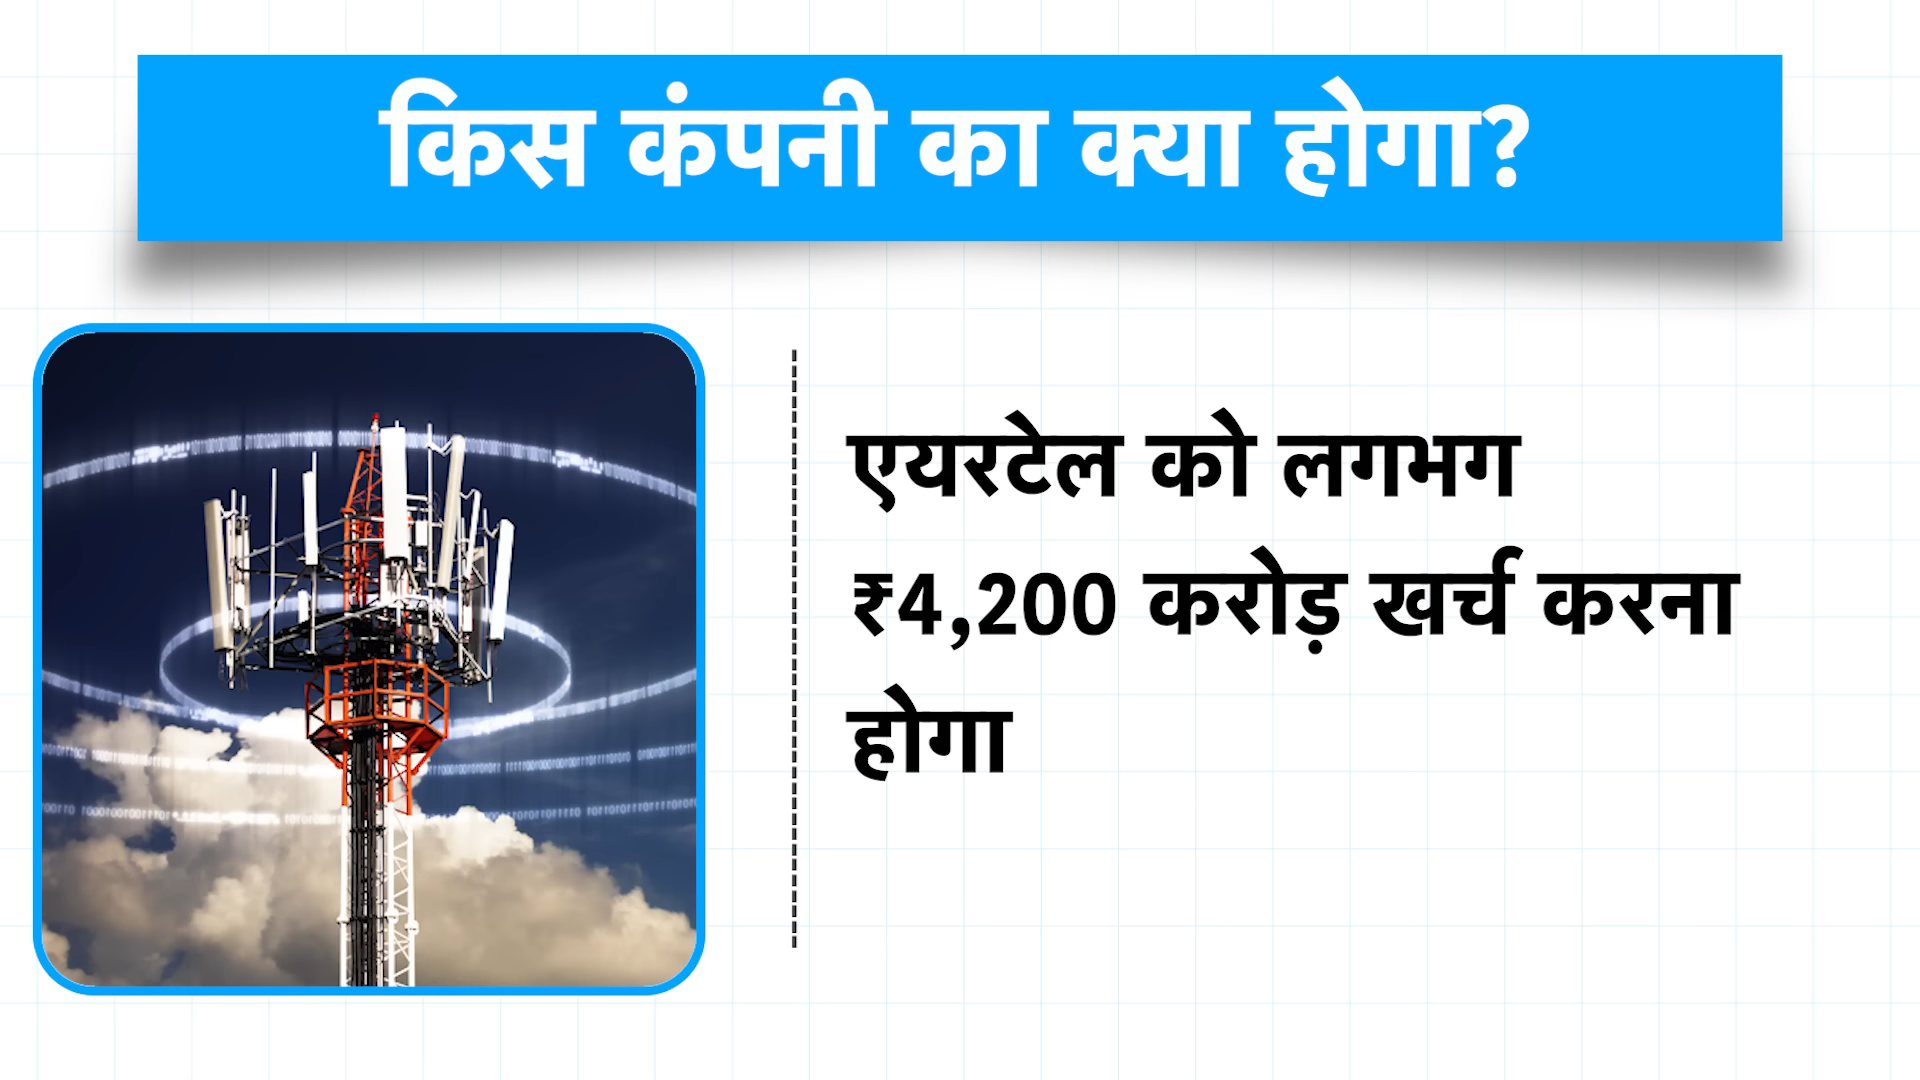 किस कंपनी का क्या होगा?
एयरटेल को लगभग
₹4,200 करोड़ खर्च करना
होगा